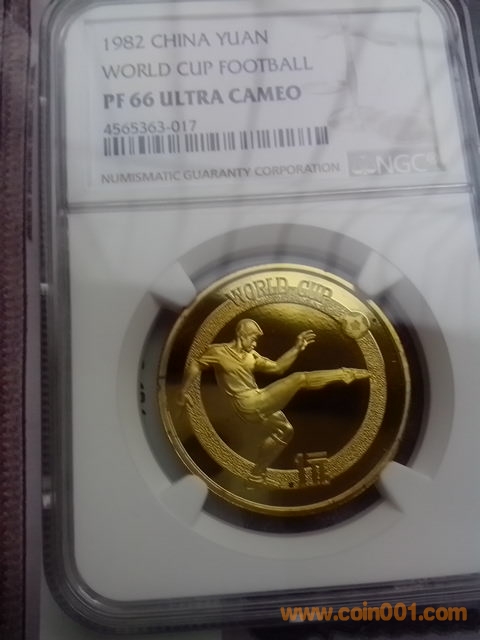 1982 CHINA YUAN
WORLD CUP FOOTBALL
PF 66 ULTRA CAMEO
4565363-017
NUMISMATIC GUARANTY CORPORATION
NGC
WORLD-CUP
www.coin001.com